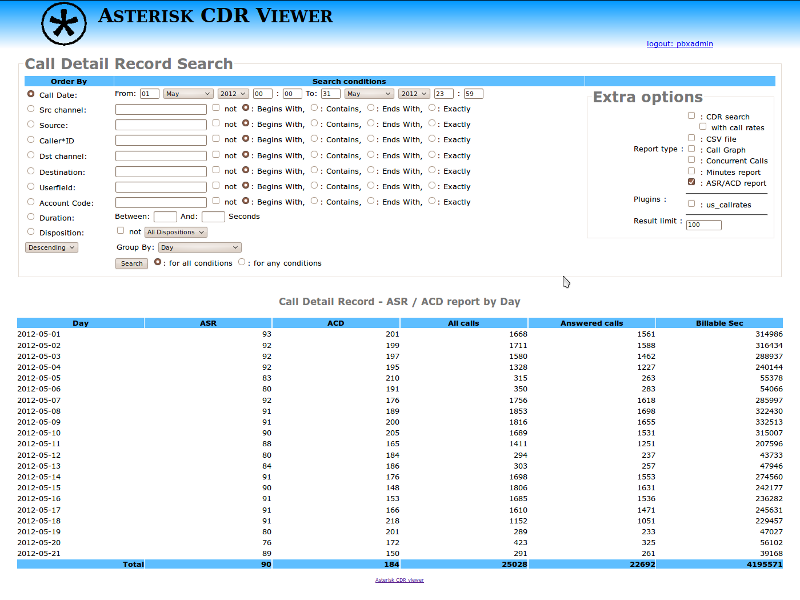 ASTERISK CDR VIEWER
logout: pbxadmin
Call Detail Record Search
Order By Search conditions
Call Date: From: 01 May 2012 00 : 00 To: 31 May 2012 23 : 59
Src channel: not : Begins With, : Contains, : Ends With, : Exactly
Source: not : Begins With, : Contains, : Ends With, : Exactly
Caller*ID not : Begins With, : Contains, : Ends With, : Exactly
Dst channel: not : Begins With, : Contains, : Ends With, : Exactly
Destination: not : Begins With, : Contains, : Ends With, : Exactly
Userfield: not : Begins With, : Contains, : Ends With, : Exactly
Account Code: not : Begins With, : Contains, : Ends With, : Exactly
Duration: Between: And: Seconds
Disposition: not All Dispositions
Descending Group By: Day
Search : for all conditions : for any conditions
Extra options
: CDR search
with call rates
: CSV file
Report type : : Call Graph
: Concurrent Calls
: Minutes report
: ASR/ACD report
Plugins : : us_callrates
Result limit : 100
Call Detail Record - ASR / ACD report by Day
Day ASR ACD All calls Answered calls Billable Sec
2012-05-01 93 201 1668 1561 314986
2012-05-02 92 199 1711 1588 316434
2012-05-03 92 197 1580 1462 288937
2012-05-04 92 195 1328 1227 240144
2012-05-05 83 210 315 263 55378
2012-05-06 80 191 350 283 54066
2012-05-07 92 176 1756 1618 285997
2012-05-08 91 189 1853 1698 322430
2012-05-09 91 200 1816 1655 332513
2012-05-10 90 205 1689 1531 315007
2012-05-11 88 165 1411 1251 207596
2012-05-12 80 184 294 237 43733
2012-05-13 84 186 303 257 47946
2012-05-14 91 176 1698 1553 274560
2012-05-15 90 148 1806 1631 242177
2012-05-16 91 153 1685 1536 236282
2012-05-17 91 166 1610 1471 245631
2012-05-18 91 218 1152 1051 229457
2012-05-19 80 201 289 233 47027
2012-05-20 76 172 423 325 56102
2012-05-21 89 150 291 261 39168
Total 90 184 25028 22692 4195571
Asterisk CDR viewer